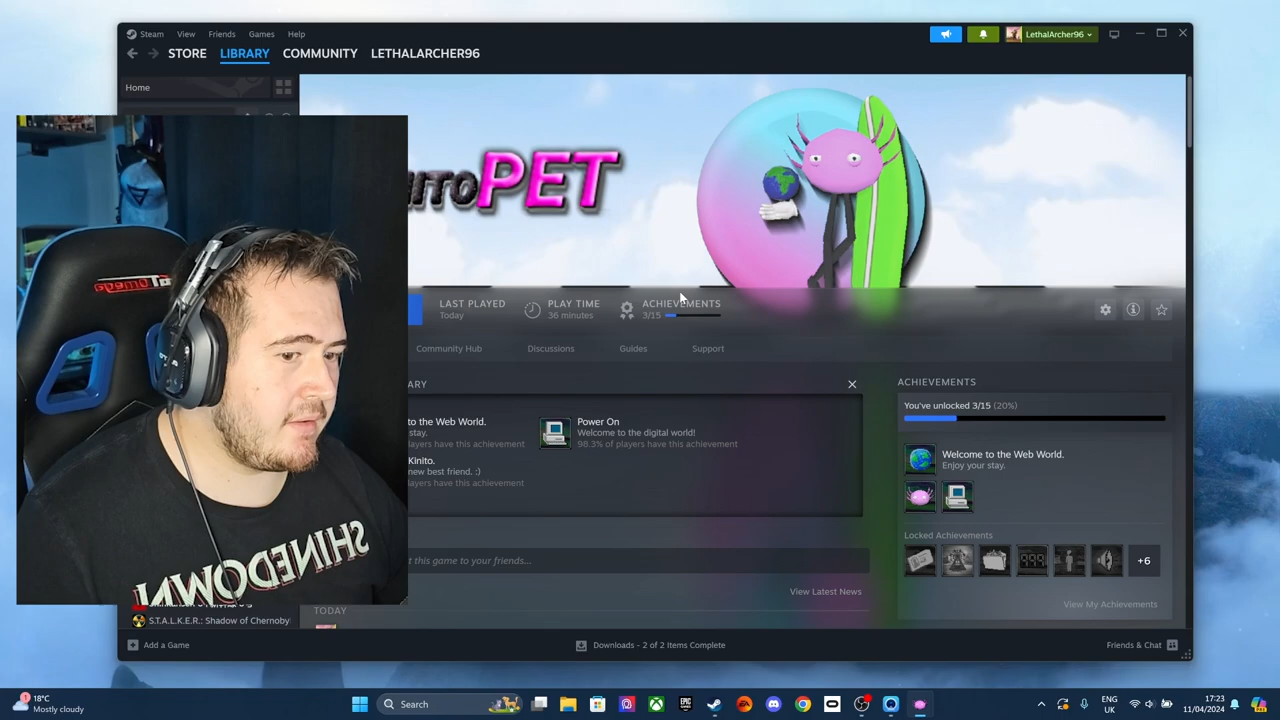 Steam View Friends Games Help
LethalArcher96
STORE LIBRARY COMMUNITY LETHALARCHER96
Home
PET
LAST PLAYED
Today
PLAY TIME
36 minutes
ACHIEVEMENTS
3/15
Community Hub Discussions Guides Support
ARY
to the Web World.
stay.
layers have this achievement
Power On
Welcome to the digital world!
98.3% of players have this achievement
Kinito.
new best friend. :)
layers have this achievement
t this game to your friends...
View Latest News
TODAY
ACHIEVEMENTS
You've unlocked 3/15 (20%)
Welcome to the Web World.
Enjoy your stay.
Locked Achievements
+6
View My Achievements
SHINEDOWN
S.T.A.L.K.E.R.: Shadow of Chernoby
Add a Game
Downloads - 2 of 2 Items Complete
Friends & Chat
1
18°C
Mostly cloudy
Search
ENG
UK
17:23
11/04/2024